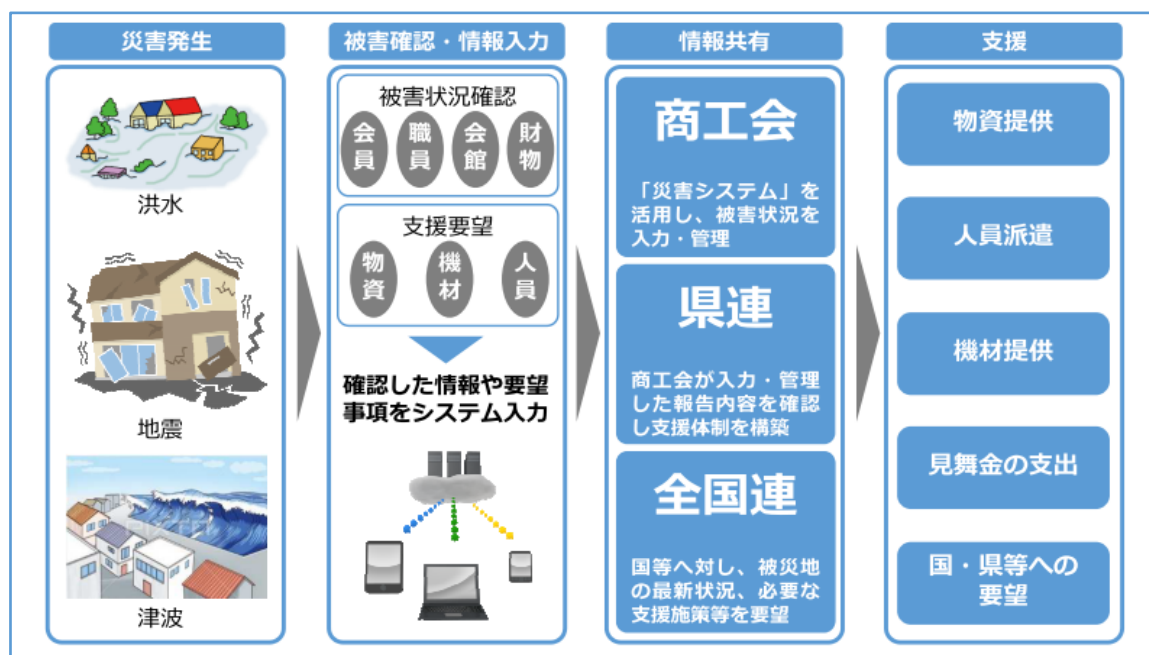 災害発生
洪水
地震
津波
被害確認・情報入力
被害状況確認
会員
職員
会館
財物
支援要望
物資
機材
人員
確認した情報や要望
事項をシステム入力
情報共有
商工会
「災害システム」を
活用し、被害状況を
入力・管理
県連
商工会が入力・管理
した報告内容を確認
し支援体制を構築
全国連
国等へ対し、被災地
の最新状況、必要な
支援施策等を要望
支援
物資提供
人員派遣
機材提供
見舞金の支出
国・県等への
要望